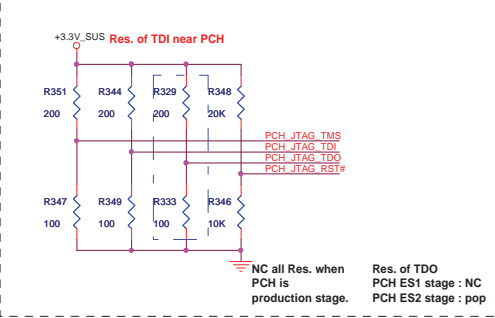 +3.3V_SUS Res. of TDI near PCH
R351 R344 R329 R348
200 200 200 20K
PCH_JTAG_TMS
PCH_JTAG_TDI
PCH_JTAG_TDO
PCH_JTAG_RST#
R347 R349 R333 R346
100 100 100 10K
NC all Res. when
PCH is
production stage.
Res. of TDO
PCH ES1 stage : NC
PCH ES2 stage : pop